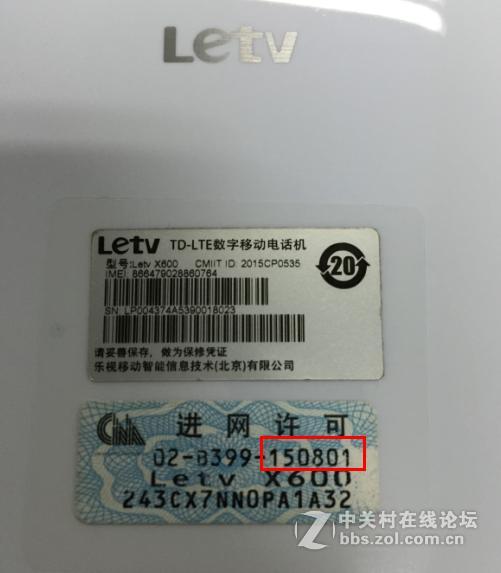 Letv
Letv TD-LTE数字移动电话机
型号:Letv X600 CMIIT ID: 2015CP0535
IMEI: 866479028860764
20
SN: LP004374A5390018023
请妥善保存，做为保修凭证
乐视移动智能信息技术(北京)有限公司
CNA 进网许可
02-B399-150801
Letv X600
243CX7NN0PA1A32
中关村在线论坛
bbs.zol.com.cn